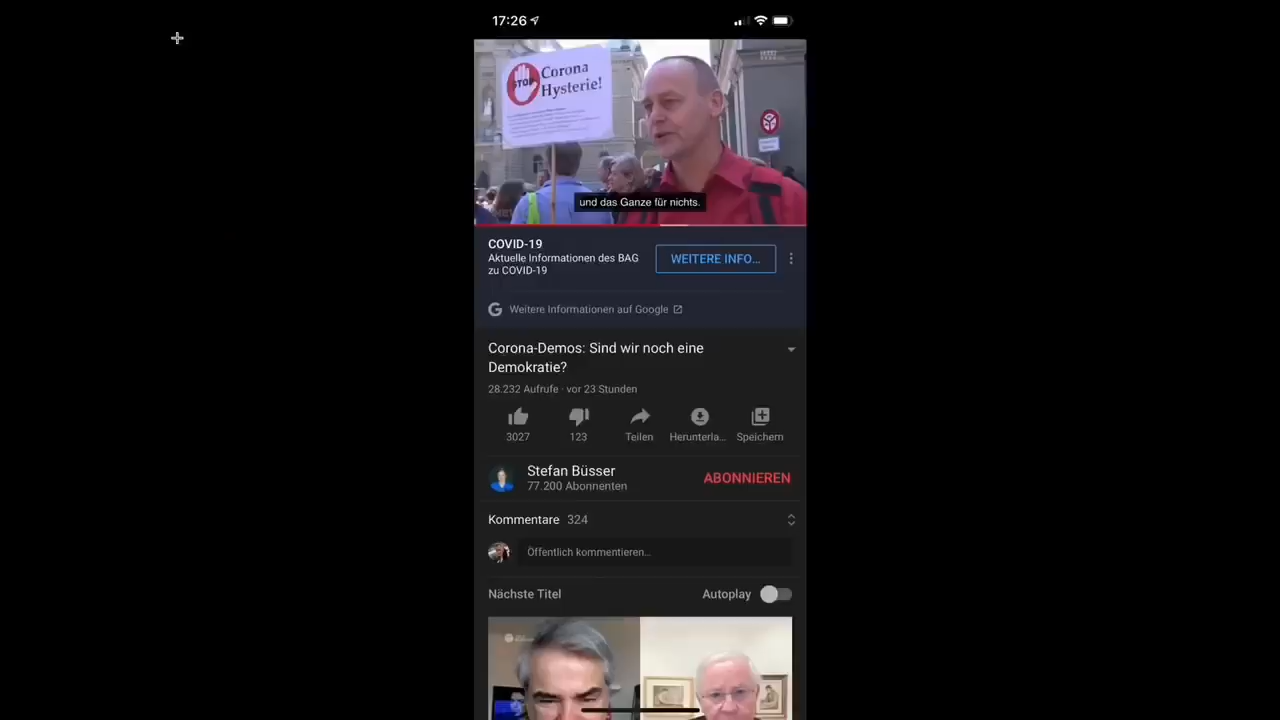 17:26
STOP
Corona
Hysterie!
und das Ganze für nichts.
COVID-19
Aktuelle Informationen des BAG
zu COVID-19
WEITERE INFO...
G Weitere Informationen auf Google
Corona-Demos: Sind wir noch eine
Demokratie?
28.232 Aufrufe · vor 23 Stunden
3027
123
Teilen
Herunterla...
Speichern
Stefan Büsser
77.200 Abonnenten
ABONNIEREN
Kommentare 324
Öffentlich kommentieren...
Nächste Titel
Autoplay